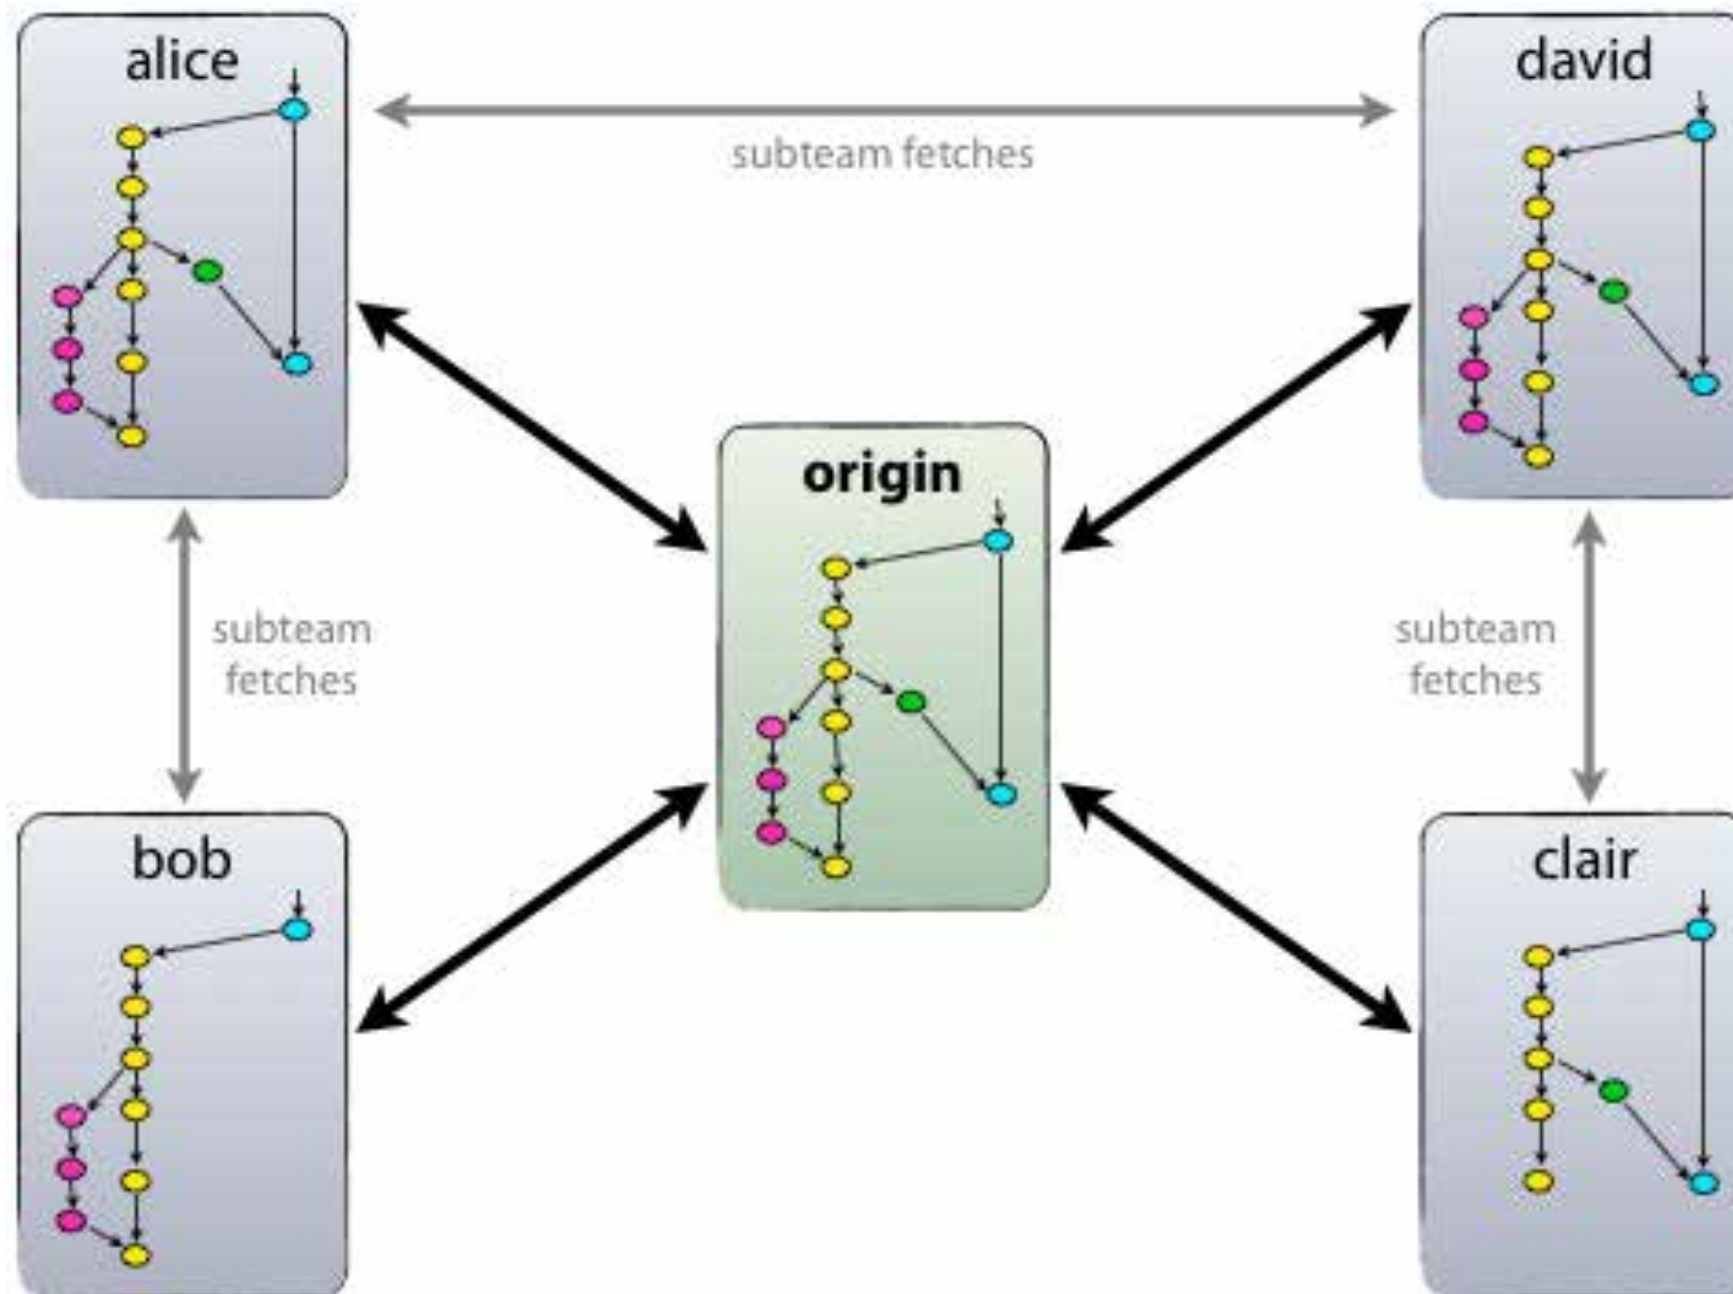 alice
david
subteam fetches
origin
subteam
fetches
subteam
fetches
bob
clair